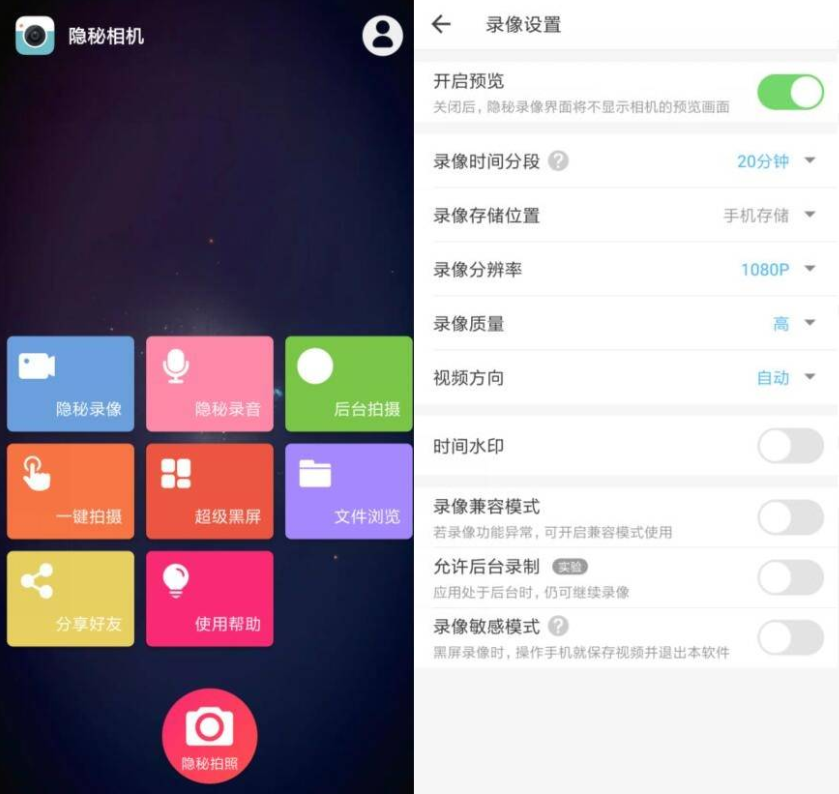 隐秘相机
隐秘录像
隐秘录音
后台拍摄
一键拍摄
超级黑屏
文件浏览
分享好友
使用帮助
隐秘拍照
录像设置
开启预览
关闭后，隐秘录像界面将不显示相机的预览画面
录像时间分段 ? 20分钟
录像存储位置 手机存储
录像分辨率 1080P
录像质量 高
视频方向 自动
时间水印
录像兼容模式
若录像功能异常，可开启兼容模式使用
允许后台录制 实验
应用处于后台时，仍可继续录像
录像敏感模式 ?
黑屏录像时，操作手机就保存视频并退出本软件